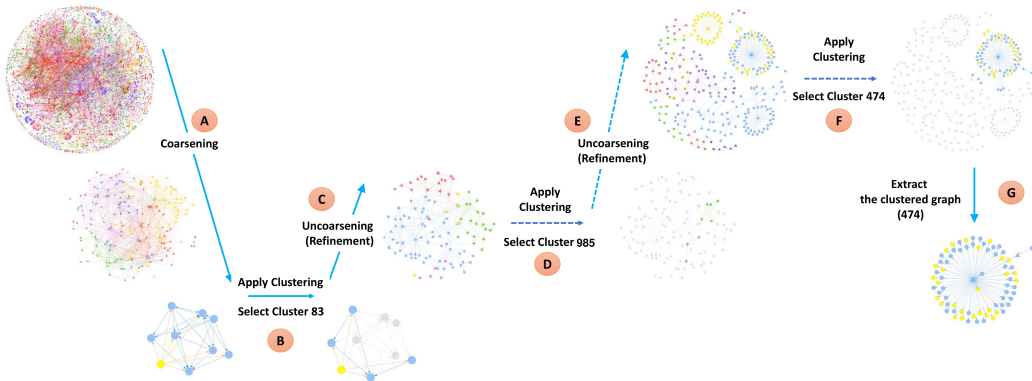 A
Coarsening
Apply Clustering
Select Cluster 83
B
C
Uncoarsening
(Refinement)
Apply
Clustering
Select Cluster 985
D
E
Uncoarsening
(Refinement)
Apply
Clustering
Select Cluster 474
F
Extract
the clustered graph
(474)
G